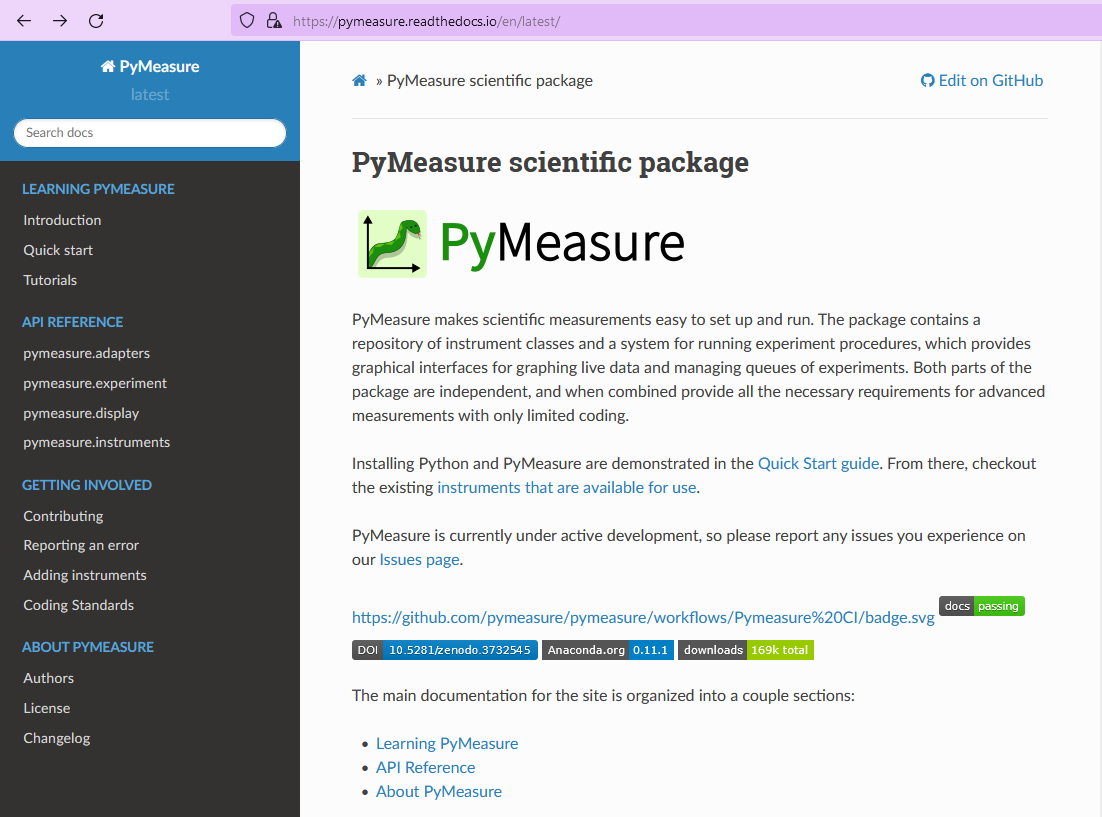 https://pymeasure.readthedocs.io/en/latest/
PyMeasure
latest
Search docs
LEARNING PYMEASURE
Introduction
Quick start
Tutorials
API REFERENCE
pymeasure.adapters
pymeasure.experiment
pymeasure.display
pymeasure.instruments
GETTING INVOLVED
Contributing
Reporting an error
Adding instruments
Coding Standards
ABOUT PYMEASURE
Authors
License
Changelog
» PyMeasure scientific package
Edit on GitHub
PyMeasure scientific package
PyMeasure
PyMeasure makes scientific measurements easy to set up and run. The package contains a
repository of instrument classes and a system for running experiment procedures, which provides
graphical interfaces for graphing live data and managing queues of experiments. Both parts of the
package are independent, and when combined provide all the necessary requirements for advanced
measurements with only limited coding.
Installing Python and PyMeasure are demonstrated in the Quick Start guide. From there, checkout
the existing instruments that are available for use.
PyMeasure is currently under active development, so please report any issues you experience on
our Issues page.
https://github.com/pymeasure/pymeasure/workflows/Pymeasure%20CI/badge.svg docs passing
DOI 10.5281/zenodo.3732545 Anaconda.org 0.11.1 downloads 169k total
The main documentation for the site is organized into a couple sections:
• Learning PyMeasure
• API Reference
• About PyMeasure